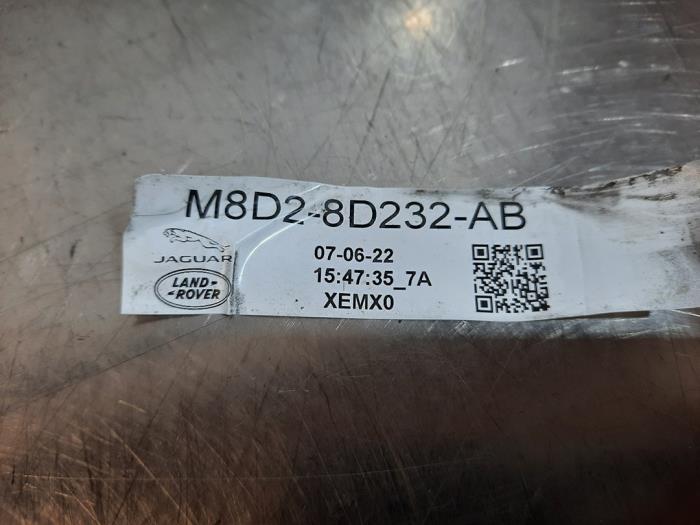 M8D2-8D232-AB
JAGUAR
LAND-
-ROVER
07-06-22
15:47:35_7A
XEMX0